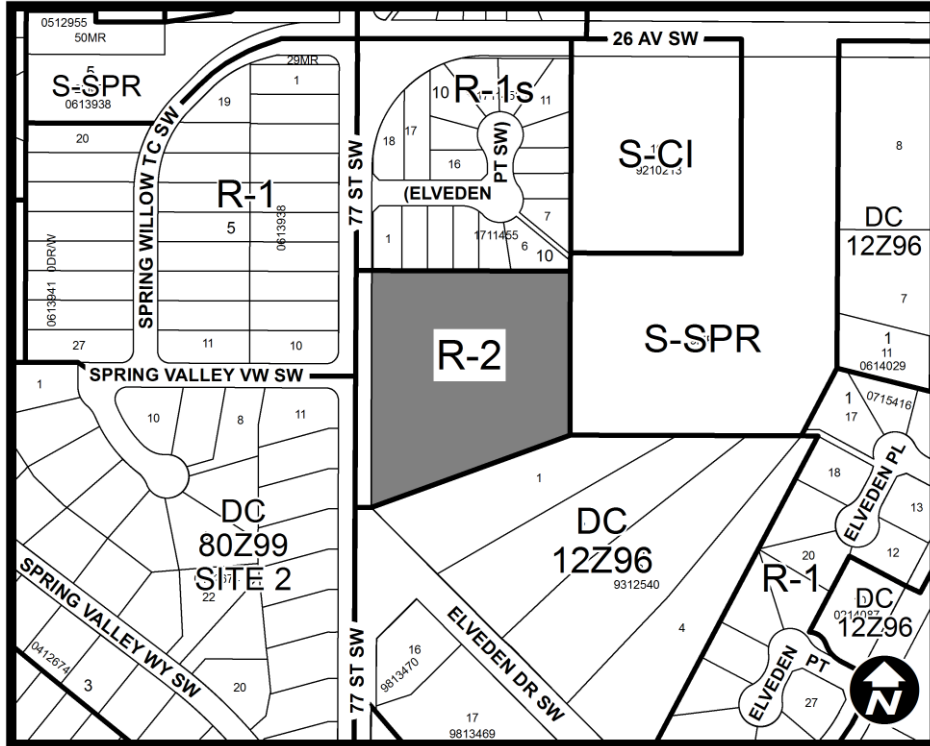 0512955
50MR
5
S-SPR
0613938
20
SPRING WILLOW TC SW
19
29MR
1
R-1
5
0613938
0613941
0DR/W
27
11
10
SPRING VALLEY VW SW
77 ST SW
26 AV SW
R-1s
10
11
17
18
16
(ELVEDEN
PT SW)
7
1
1711455
6
10
S-CI
9210213
8
DC
12Z96
7
1
11
0614029
R-2
S-SPR
1
10
8
11
DC
80Z99
SITE 2
22
SPRING VALLEY WY SW
0412674
3
20
77 ST SW
1
DC
12Z96
9312540
4
ELVEDEN DR SW
16
9813470
17
9813469
1
17
0715416
18
ELVEDEN PL
13
12
20
R-1
DC
12Z96
ELVEDEN
PT
27
N